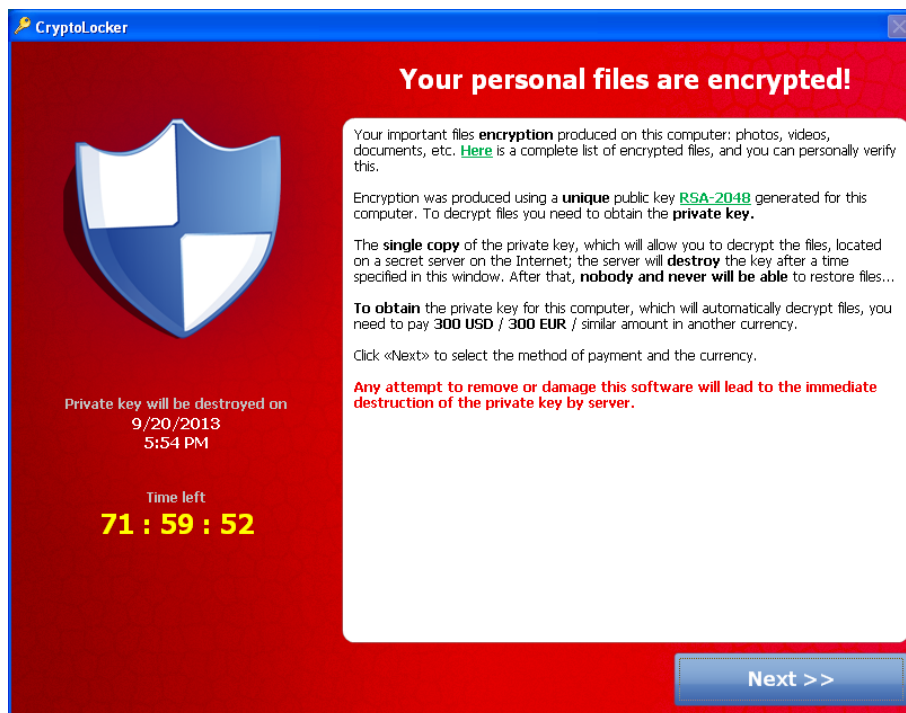 CryptoLocker
Your personal files are encrypted!
Your important files encryption produced on this computer: photos, videos,
documents, etc. Here is a complete list of encrypted files, and you can personally verify
this.
Encryption was produced using a unique public key RSA-2048 generated for this
computer. To decrypt files you need to obtain the private key.
The single copy of the private key, which will allow you to decrypt the files, located
on a secret server on the Internet; the server will destroy the key after a time
specified in this window. After that, nobody and never will be able to restore files...
To obtain the private key for this computer, which will automatically decrypt files, you
need to pay 300 USD / 300 EUR / similar amount in another currency.
Click «Next» to select the method of payment and the currency.
Any attempt to remove or damage this software will lead to the immediate
destruction of the private key by server.
Private key will be destroyed on
9/20/2013
5:54 PM
Time left
71 : 59 : 52
Next >>